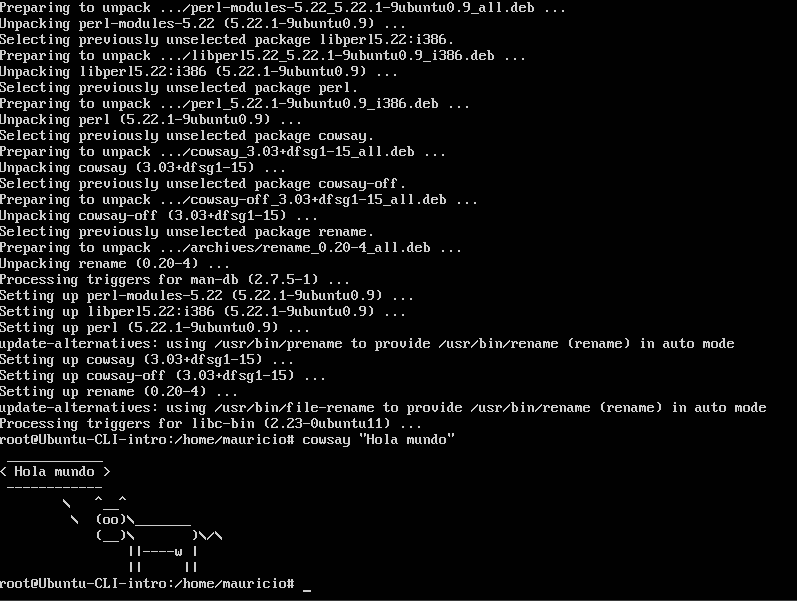 Preparing to unpack .../perl-modules-5.22_5.22.1-9ubuntu0.9_all.deb ...
Unpacking perl-modules-5.22 (5.22.1-9ubuntu0.9) ...
Selecting previously unselected package libperl5.22:i386.
Preparing to unpack .../libperl5.22_5.22.1-9ubuntu0.9_i386.deb ...
Unpacking libperl5.22:i386 (5.22.1-9ubuntu0.9) ...
Selecting previously unselected package perl.
Preparing to unpack .../perl_5.22.1-9ubuntu0.9_i386.deb ...
Unpacking perl (5.22.1-9ubuntu0.9) ...
Selecting previously unselected package cowsay.
Preparing to unpack .../cowsay_3.03+dfsg1-15_all.deb ...
Unpacking cowsay (3.03+dfsg1-15) ...
Selecting previously unselected package cowsay-off.
Preparing to unpack .../cowsay-off_3.03+dfsg1-15_all.deb ...
Unpacking cowsay-off (3.03+dfsg1-15) ...
Selecting previously unselected package rename.
Preparing to unpack .../archives/rename_0.20-4_all.deb ...
Unpacking rename (0.20-4) ...
Processing triggers for man-db (2.7.5-1) ...
Setting up perl-modules-5.22 (5.22.1-9ubuntu0.9) ...
Setting up libperl5.22:i386 (5.22.1-9ubuntu0.9) ...
Setting up perl (5.22.1-9ubuntu0.9) ...
update-alternatives: using /usr/bin/prename to provide /usr/bin/rename (rename) in auto mode
Setting up cowsay (3.03+dfsg1-15) ...
Setting up cowsay-off (3.03+dfsg1-15) ...
Setting up rename (0.20-4) ...
update-alternatives: using /usr/bin/file-rename to provide /usr/bin/rename (rename) in auto mode
Processing triggers for libc-bin (2.23-0ubuntu11) ...
root@Ubuntu-CLI-intro:/home/mauricio# cowsay "Hola mundo"
 ____________
< Hola mundo >
 ------------
        \   ^__^
         \  (oo)\_______
            (__)\       )\/\
                ||----w |
                ||     ||
root@Ubuntu-CLI-intro:/home/mauricio# _